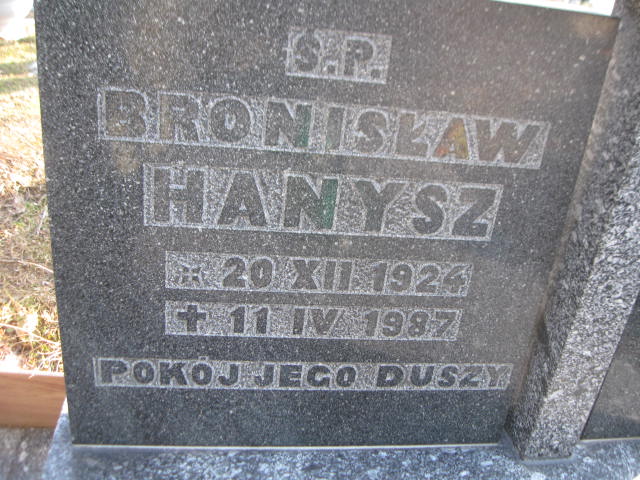 Ś.P.
BRONISŁAW
HANYSZ
* 20 XII 1924
✝ 11 IV 1987
POKÓJ JEGO DUSZY